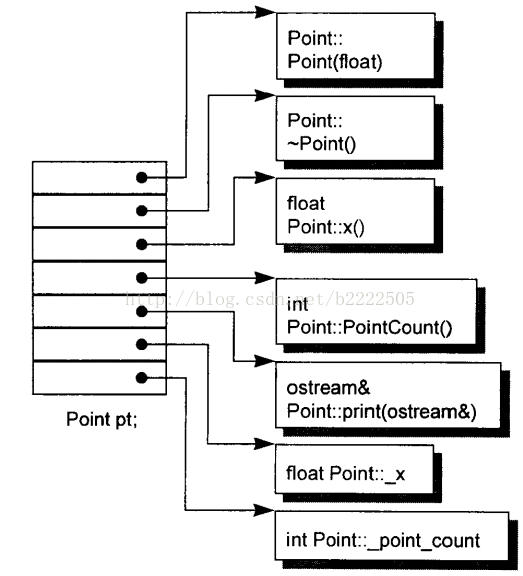 Point::
Point(float)
Point::
~Point()
float
Point::x()
http://blog.csdn.net/b2222505
int
Point::PointCount()
ostream&
Point::print(ostream&)
Point pt;
float Point::_x
int Point::_point_count